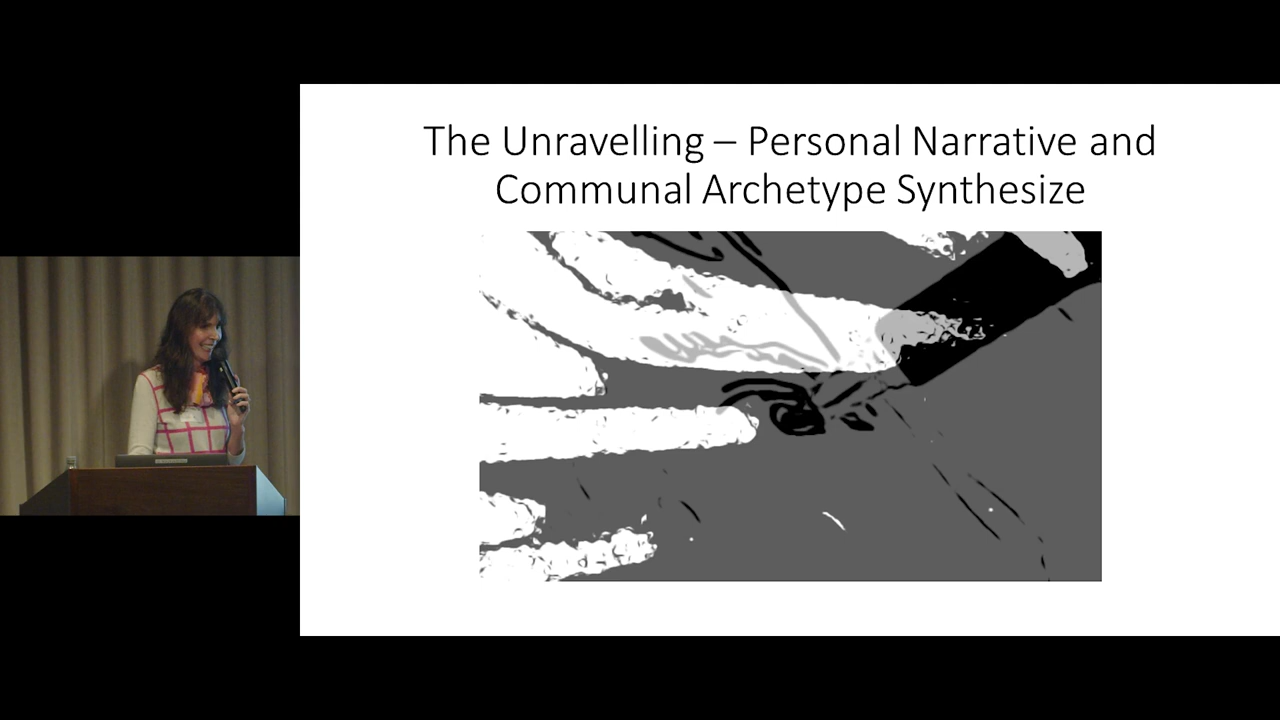 The Unravelling – Personal Narrative and
Communal Archetype Synthesize